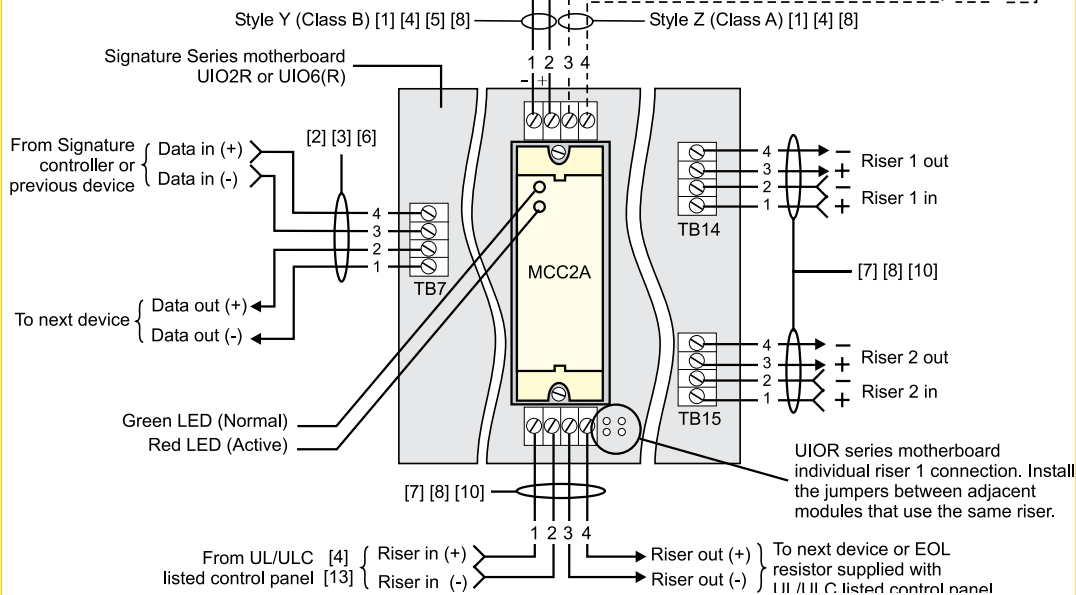 Style Y (Class B) [1] [4] [5] [8]
Style Z (Class A) [1] [4] [8]
1 2 3 4
- +
Signature Series motherboard
UIO2R or UIO6(R)
[2] [3] [6]
From Signature
controller or
previous device
Data in (+)
Data in (-)
4
3
2
1
TB7
To next device
Data out (+)
Data out (-)
MCC2A
4 − Riser 1 out
3 +
2 − Riser 1 in
1 +
TB14
[7] [8] [10]
4 − Riser 2 out
3 +
2 − Riser 2 in
1 +
TB15
Green LED (Normal)
Red LED (Active)
UIOR series motherboard
individual riser 1 connection. Install
the jumpers between adjacent
modules that use the same riser.
[7] [8] [10]
1 2 3 4
From UL/ULC [4]
listed control panel [13]
Riser in (+)
Riser in (-)
Riser out (+)
Riser out (-)
To next device or EOL
resistor supplied with
UL/ULC listed control panel